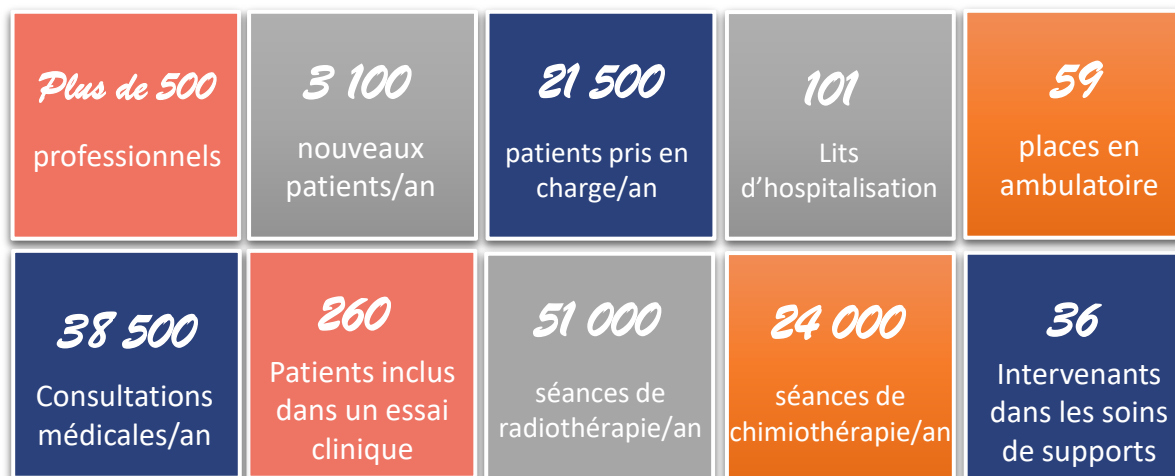 Plus de 500
professionnels
3 100
nouveaux
patients/an
21 500
patients pris en
charge/an
101
Lits
d’hospitalisation
59
places en
ambulatoire
38 500
Consultations
médicales/an
260
Patients inclus
dans un essai
clinique
51 000
séances de
radiothérapie/an
24 000
séances de
chimiothérapie/an
36
Intervenants
dans les soins
de supports